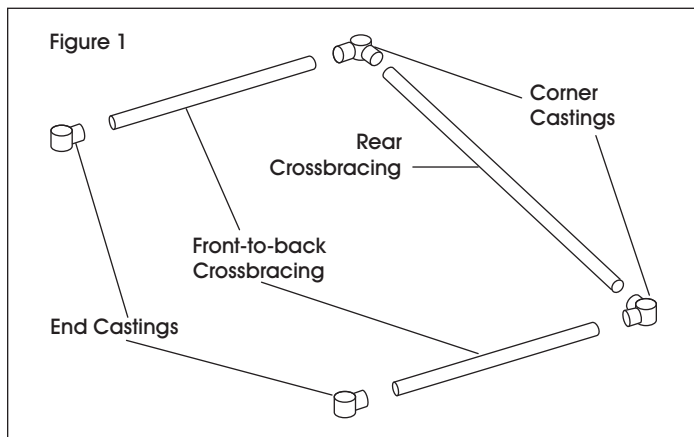 Figure 1
Corner
Castings
Rear
Crossbracing
Front-to-back
Crossbracing
End Castings